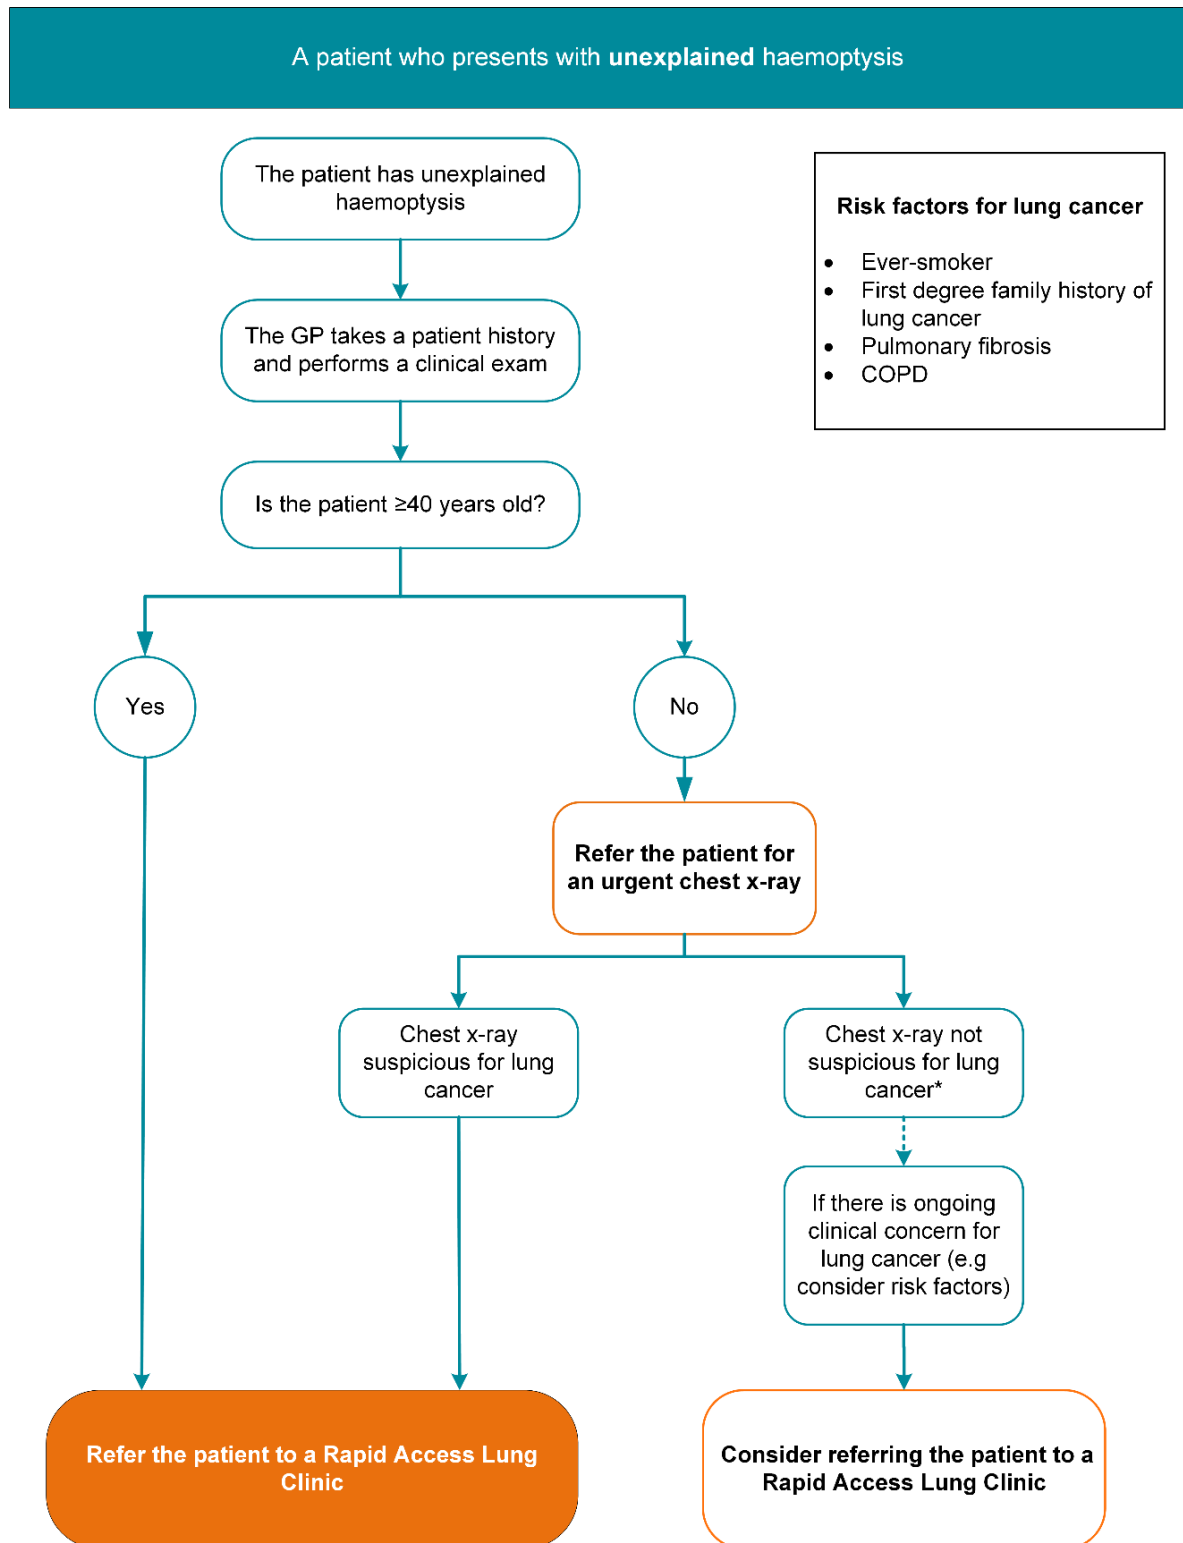 A patient who presents with unexplained haemoptysis
The patient has unexplained
haemoptysis
Risk factors for lung cancer
• Ever-smoker
• First degree family history of
lung cancer
• Pulmonary fibrosis
• COPD
The GP takes a patient history
and performs a clinical exam
Is the patient ≥40 years old?
Yes
No
Refer the patient for
an urgent chest x-ray
Chest x-ray
suspicious for lung
cancer
Chest x-ray not
suspicious for lung
cancer*
If there is ongoing
clinical concern for
lung cancer (e.g
consider risk factors)
Refer the patient to a Rapid Access Lung
Clinic
Consider referring the patient to a
Rapid Access Lung Clinic